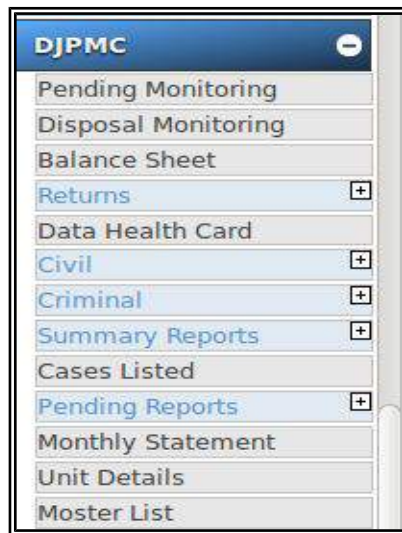 DJPMC
Pending Monitoring
Disposal Monitoring
Balance Sheet
Returns
Data Health Card
Civil
Criminal
Summary Reports
Cases Listed
Pending Reports
Monthly Statement
Unit Details
Moster List